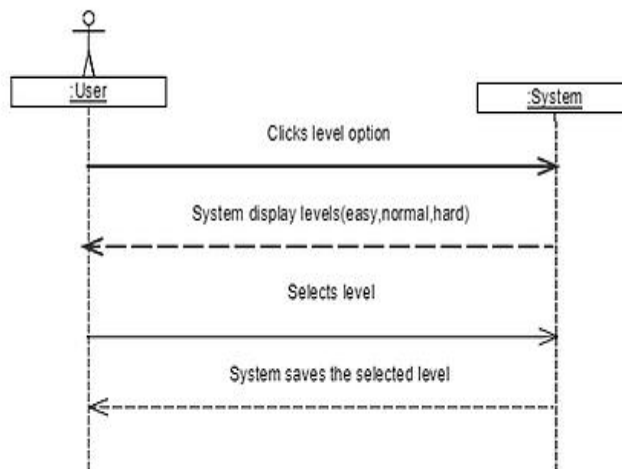 :User
:System
Clicks level option
System display levels(easy,normal,hard)
Selects level
System saves the selected level